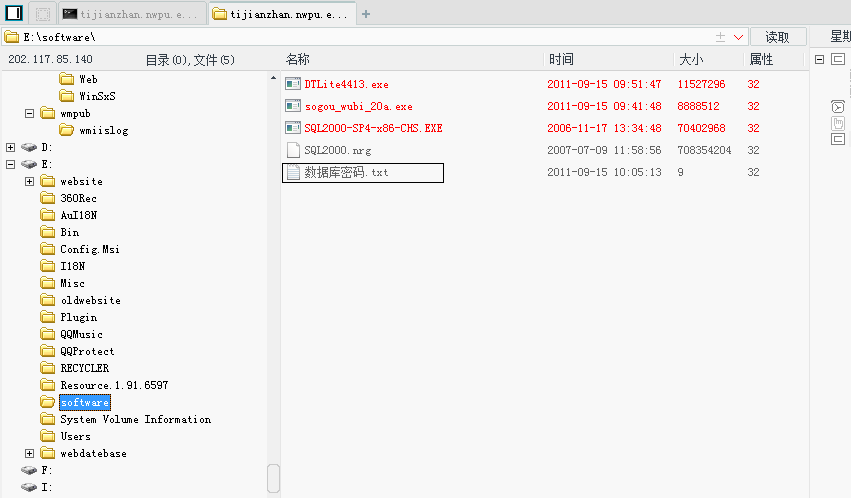 tijianzhan.nwpu.e... tijianzhan.nwpu.e...
E:\software\ 读取 星期
202.117.85.140 目录(0),文件(5) 名称 时间 大小 属性
Web
WinSxS
wmpub
wmiislog
D:
E:
website
360Rec
AuI18N
Bin
Config.Msi
I18N
Misc
oldwebsite
Plugin
QQMusic
QQProtect
RECYCLER
Resource.1.91.6597
software
System Volume Information
Users
webdatebase
F:
I:
DTLite4413.exe 2011-09-15 09:51:47 11527296 32
sogou_wubi_20a.exe 2011-09-15 09:41:48 8888512 32
SQL2000-SP4-x86-CHS.EXE 2006-11-17 13:34:48 70402968 32
SQL2000.nrg 2007-07-09 11:58:56 708354204 32
数据库密码.txt 2011-09-15 10:05:13 9 32